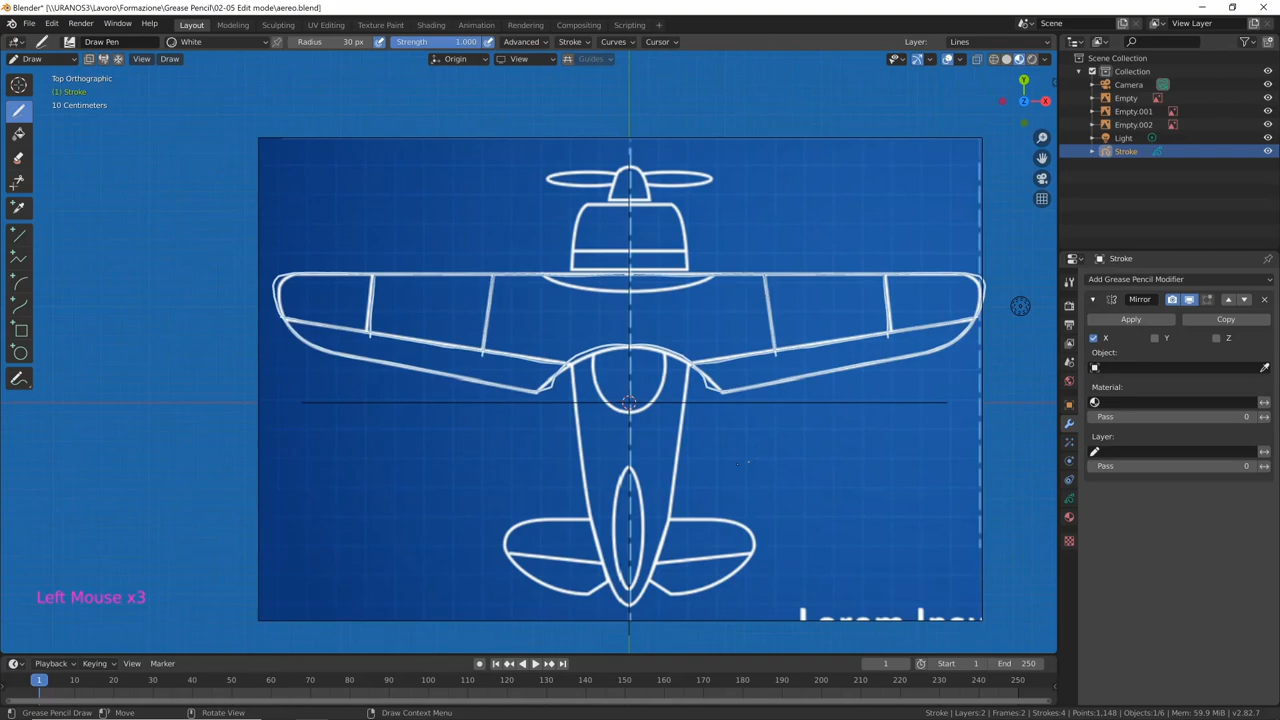 Blender* [\\URANOS3\Lavoro\Formazione\Grease Pencil\02-05 Edit mode\aereo.blend]
File Edit Render Window Help Layout Modeling Sculpting UV Editing Texture Paint Shading Animation Rendering Compositing Scripting + Scene View Layer
Draw Pen White Radius 30 px Strength 1.000 Advanced Stroke Curves Cursor Layer: Lines
Draw View Draw Origin View Guides
Top Orthographic
(1) Stroke
10 Centimeters
Y
X
Z
Left Mouse x3
Scene Collection
Collection
Camera
Empty
Empty.001
Empty.002
Light
Stroke
Stroke
Add Grease Pencil Modifier
Mirror
Apply Copy
X Y Z
Object:
Material:
Pass 0
Layer:
Pass 0
Playback Keying View Marker 1 Start 1 End 250
1 10 20 30 40 50 60 70 80 90 100 110 120 130 140 150 160 170 180 190 200 210 220 230 240 250
Grease Pencil Draw Move Rotate View Draw Context Menu Stroke | Layers:2 | Frames:2 | Strokes:4 | Points:1,148 | Objects:1/6 | Mem: 59.9 MiB | v2.82.7